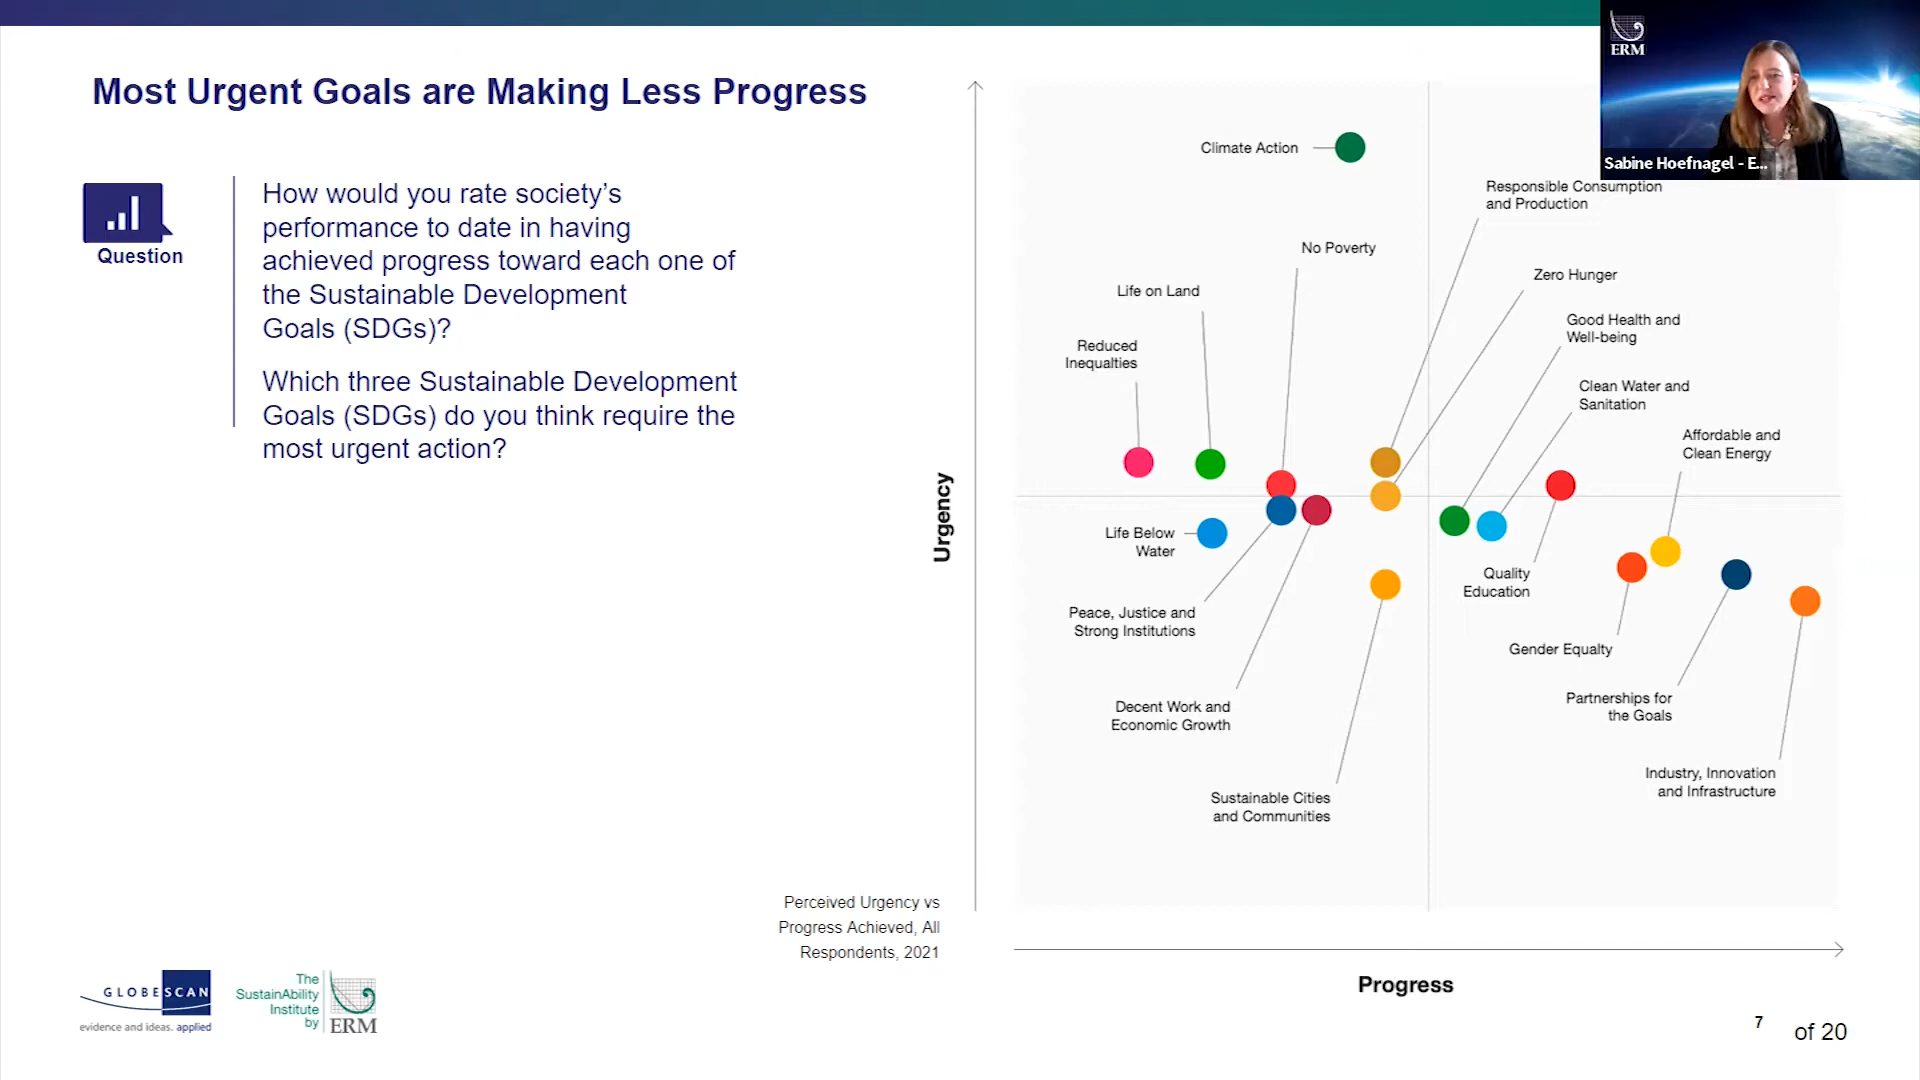 Most Urgent Goals are Making Less Progress
Question
How would you rate society’s
performance to date in having
achieved progress toward each one of
the Sustainable Development
Goals (SDGs)?
Which three Sustainable Development
Goals (SDGs) do you think require the
most urgent action?
ERM
Sabine Hoefnagel - E...
Urgency
Climate Action
Responsible Consumption
and Production
No Poverty
Zero Hunger
Life on Land
Good Health and
Well-being
Reduced
Inequalties
Clean Water and
Sanitation
Affordable and
Clean Energy
Life Below
Water
Quality
Education
Peace, Justice and
Strong Institutions
Gender Equalty
Partnerships for
the Goals
Decent Work and
Economic Growth
Industry, Innovation
and Infrastructure
Sustainable Cities
and Communities
Perceived Urgency vs
Progress Achieved, All
Respondents, 2021
Progress
GLOBESCAN
evidence and ideas. applied
The
SustainAbility
Institute
by
ERM
7
of 20